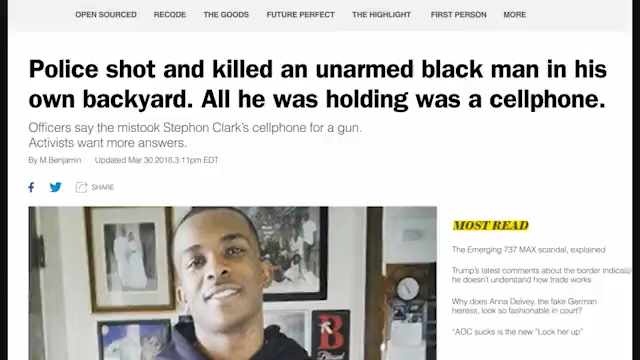 OPEN SOURCED RECODE THE GOODS FUTURE PERFECT THE HIGHLIGHT FIRST PERSON MORE
Police shot and killed an unarmed black man in his
own backyard. All he was holding was a cellphone.
Officers say the mistook Stephon Clark's cellphone for a gun.
Activists want more answers.
By M.Benjamin Updated Mar 30,2018,3:11pm EDT
f SHARE
MOST READ
The Emerging 737 MAX scandal, explained
Trump's latest comments about the border indicate
he doesn't understand how trade works
Why does Anna Delvey, the fake German
heiress, look so fashionable in court?
"AOC sucks is the new "Lock her up"
B